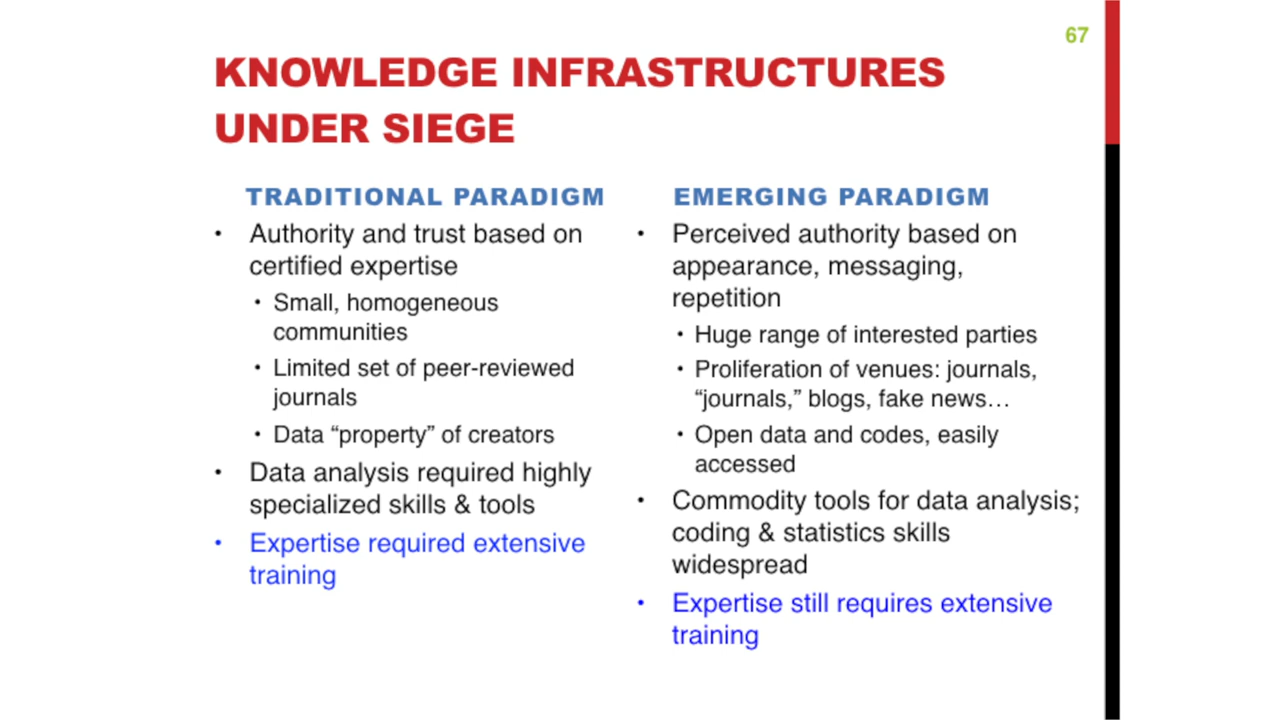 67
KNOWLEDGE INFRASTRUCTURES
UNDER SIEGE
TRADITIONAL PARADIGM
• Authority and trust based on
certified expertise
• Small, homogeneous
communities
• Limited set of peer-reviewed
journals
• Data “property” of creators
• Data analysis required highly
specialized skills & tools
• Expertise required extensive
training
EMERGING PARADIGM
• Perceived authority based on
appearance, messaging,
repetition
• Huge range of interested parties
• Proliferation of venues: journals,
“journals,” blogs, fake news…
• Open data and codes, easily
accessed
• Commodity tools for data analysis;
coding & statistics skills
widespread
• Expertise still requires extensive
training